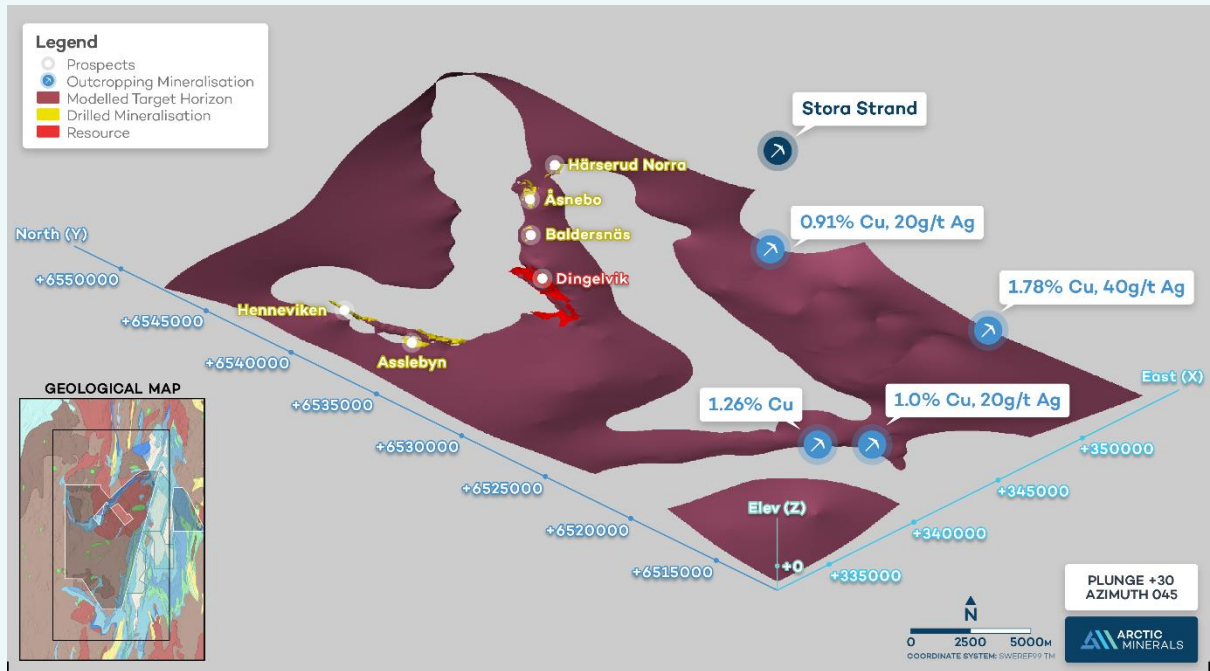 Legend
Prospects
Outcropping Mineralisation
Modelled Target Horizon
Drilled Mineralisation
Resource
Stora Strand
Härserud Norra
Åsnebo
Baldersnäs
Dingelvik
Henneviken
Asslebyn
0.91% Cu, 20g/t Ag
1.78% Cu, 40g/t Ag
1.26% Cu
1.0% Cu, 20g/t Ag
North (Y)
+6550000
+6545000
+6540000
+6535000
+6530000
+6525000
+6520000
+6515000
East (X)
+350000
+345000
+340000
+335000
Elev (Z)
+0
GEOLOGICAL MAP
N
0 2500 5000M
COORDINATE SYSTEM: SWEREF99 TM
PLUNGE +30
AZIMUTH 045
ARCTIC
MINERALS